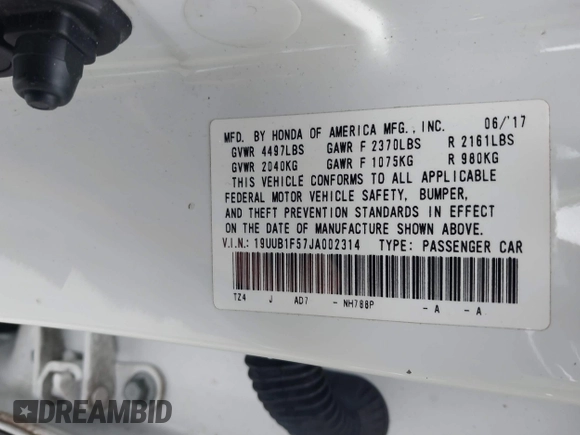 MFD. BY HONDA OF AMERICA MFG., INC. 06/'17
GVWR 4497LBS GAWR F 2370LBS R 2161LBS
GVWR 2040KG GAWR F 1075KG R 980KG
THIS VEHICLE CONFORMS TO ALL APPLICABLE
FEDERAL MOTOR VEHICLE SAFETY, BUMPER,
AND THEFT PREVENTION STANDARDS IN EFFECT
ON THE DATE OF MANUFACTURE SHOWN ABOVE.
V.I.N.: 19UUB1F57JA002314 TYPE: PASSENGER CAR
TZ4 J AD7 - NH788P - A - A
DREAMBID